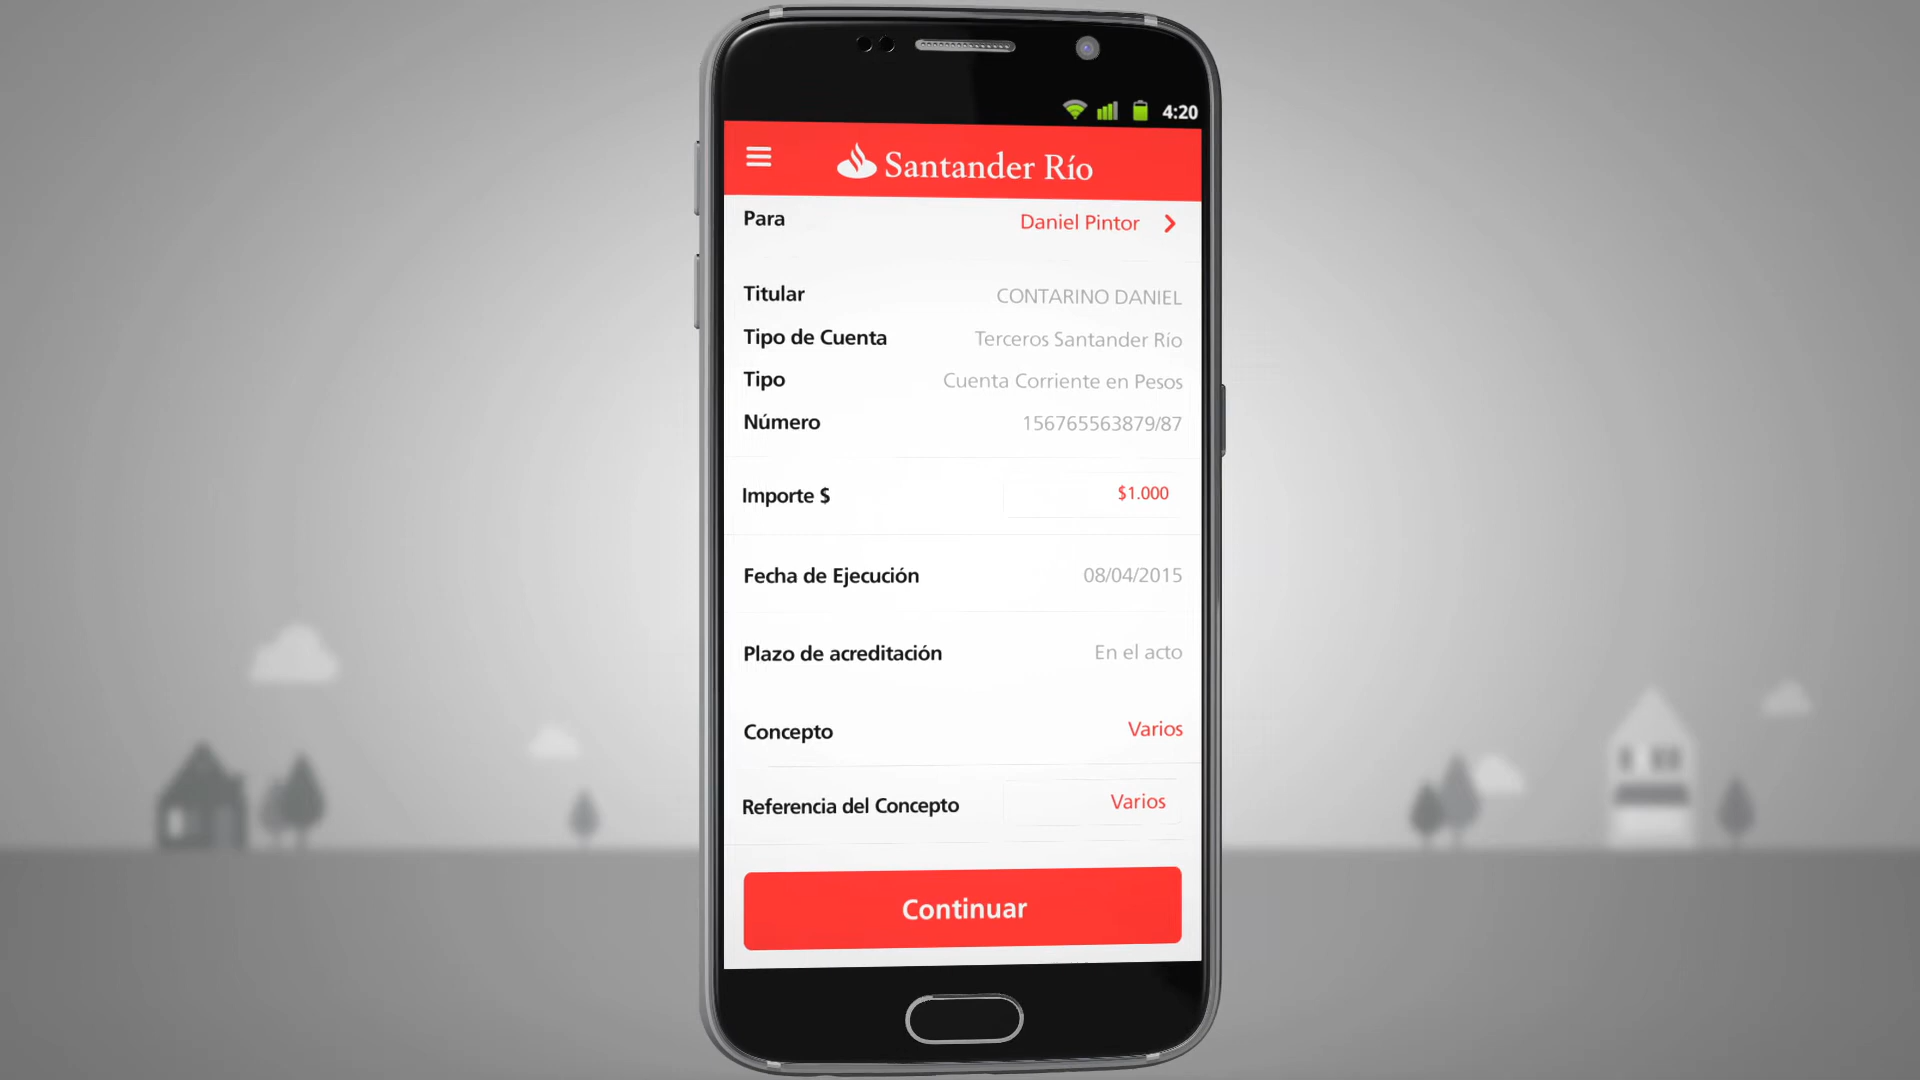 4:20
Santander Río
Para Daniel Pintor
Titular CONTARINO DANIEL
Tipo de Cuenta Terceros Santander Río
Tipo Cuenta Corriente en Pesos
Número 156765563879/87
Importe $ $1.000
Fecha de Ejecución 08/04/2015
Plazo de acreditación En el acto
Concepto Varios
Referencia del Concepto Varios
Continuar